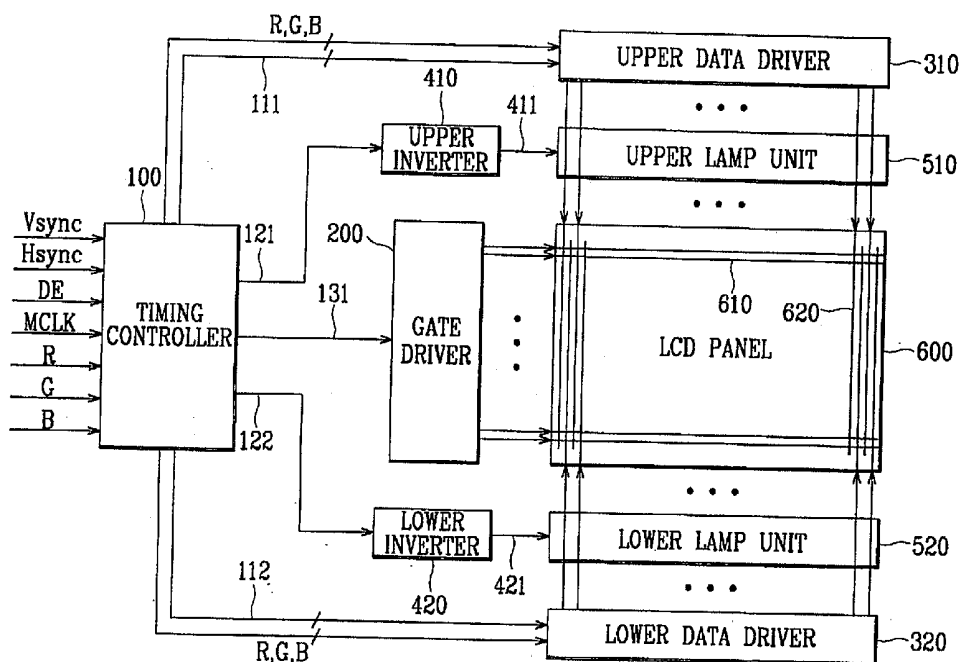 R,G,B
UPPER DATA DRIVER
310
111
410
411
UPPER
INVERTER
UPPER LAMP UNIT
510
100
Vsync
Hsync
DE
MCLK
R
G
B
TIMING
CONTROLLER
121
131
122
200
GATE
DRIVER
610
620
LCD PANEL
600
LOWER
INVERTER
420
421
LOWER LAMP UNIT
520
112
R,G,B
LOWER DATA DRIVER
320